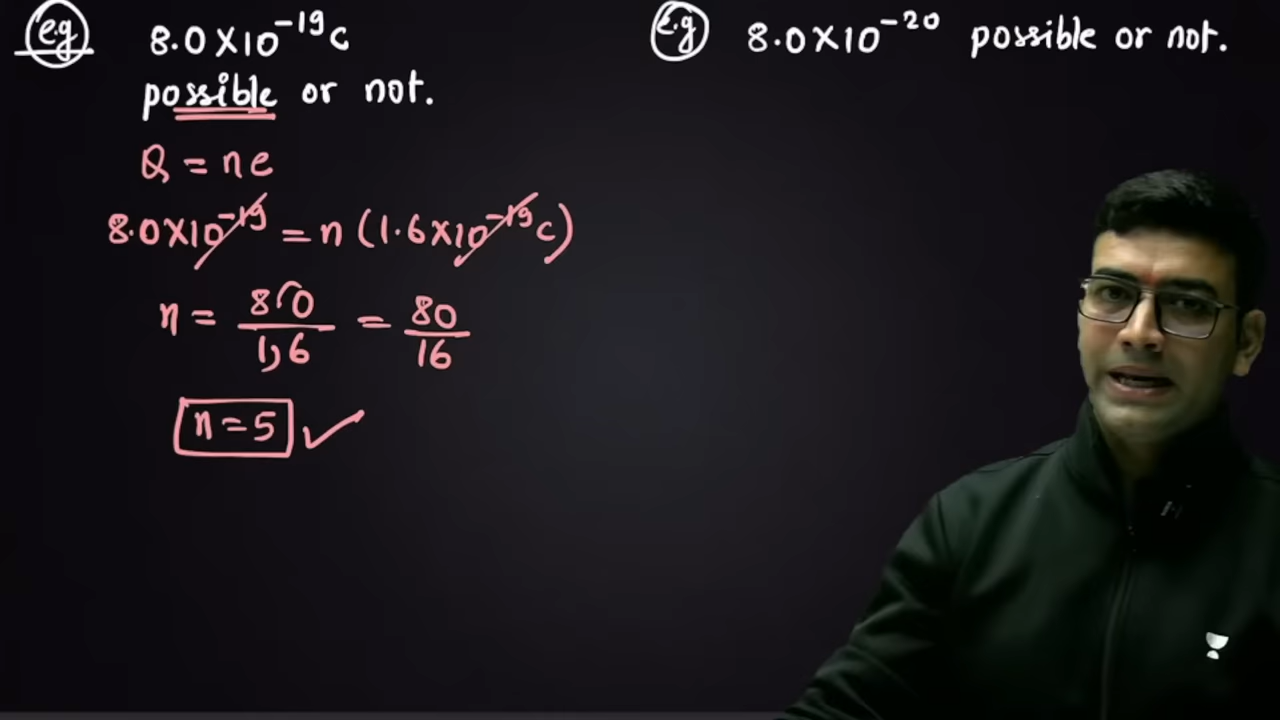 e.g 8.0×10⁻¹⁹C
possible or not.
Q = ne
8.0×10⁻¹⁹ = n (1.6×10⁻¹⁹C)
n = 8.0/1.6 = 80/16
n = 5 ✓
E.g 8.0×10⁻²⁰ possible or not.